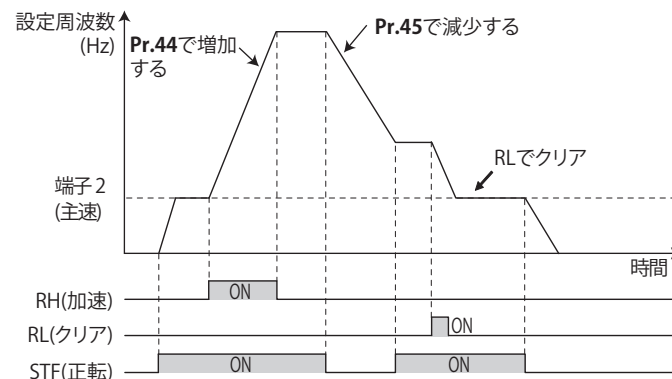 設定周波数
(Hz)
Pr.44で増加
する
Pr.45で減少する
RLでクリア
端子2
(主速)
時間
RH(加速)
ON
RL(クリア)
ON
STF(正転)
ON
ON